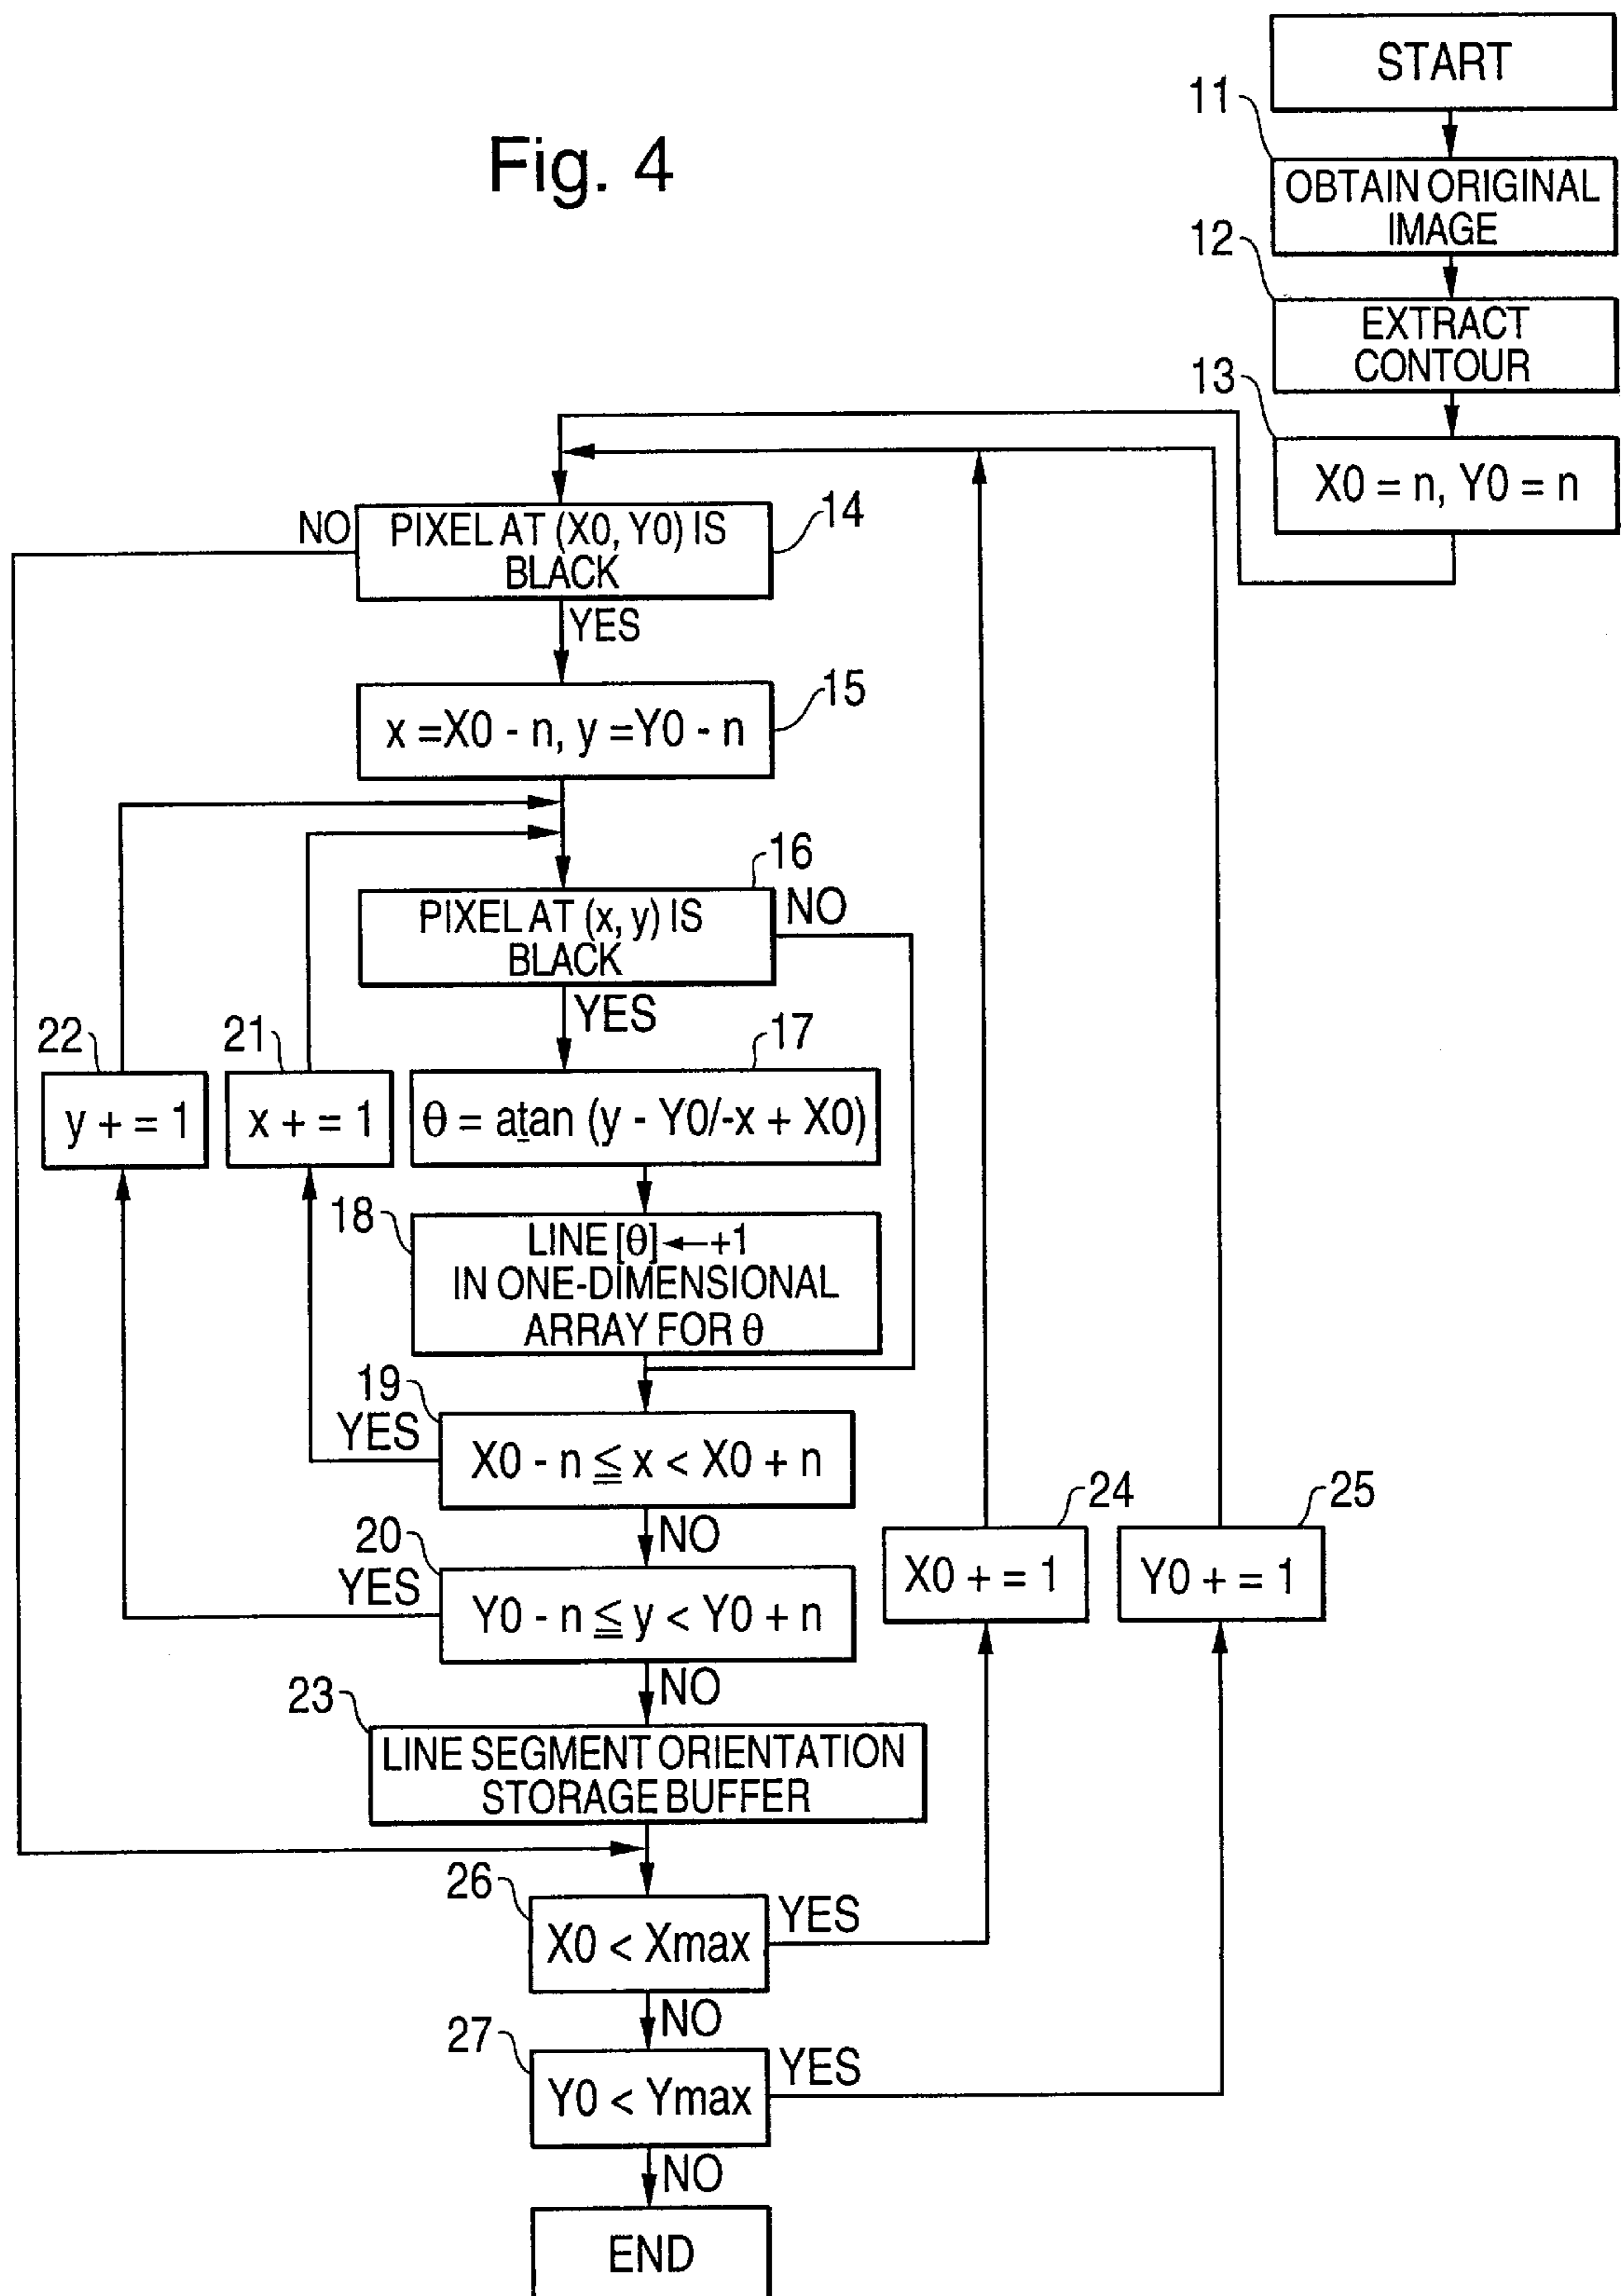 Fig. 4
START
11
OBTAIN ORIGINAL
IMAGE
12
EXTRACT
CONTOUR
13
X0 = n, Y0 = n
NO
PIXEL AT (X0, Y0) IS
BLACK
14
YES
15
x =X0 - n, y =Y0 - n
16
PIXEL AT (x, y) IS
BLACK
NO
YES
22
y + = 1
21
x + = 1
17
θ = atan (y - Y0/-x + X0)
18
LINE [θ] ←+1
IN ONE-DIMENSIONAL
ARRAY FOR θ
19
YES
X0 - n ≦ x < X0 + n
NO
20
YES
Y0 - n ≦ y < Y0 + n
NO
24
X0 + = 1
25
Y0 + = 1
23
LINE SEGMENT ORIENTATION
STORAGE BUFFER
26
X0 < Xmax
YES
NO
27
Y0 < Ymax
YES
NO
END